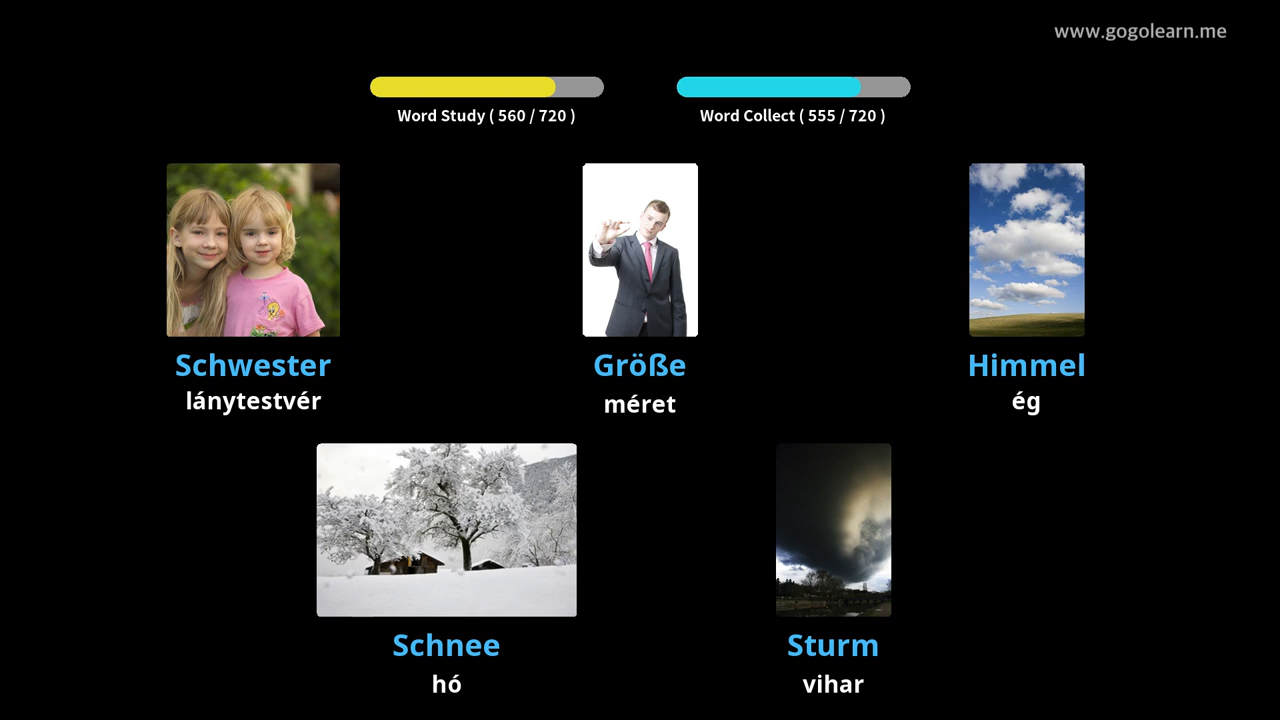 www.gogolearn.me
Word Study ( 560 / 720 )
Word Collect ( 555 / 720 )
Schwester
lánytestvér
Größe
méret
Himmel
ég
Schnee
hó
Sturm
vihar